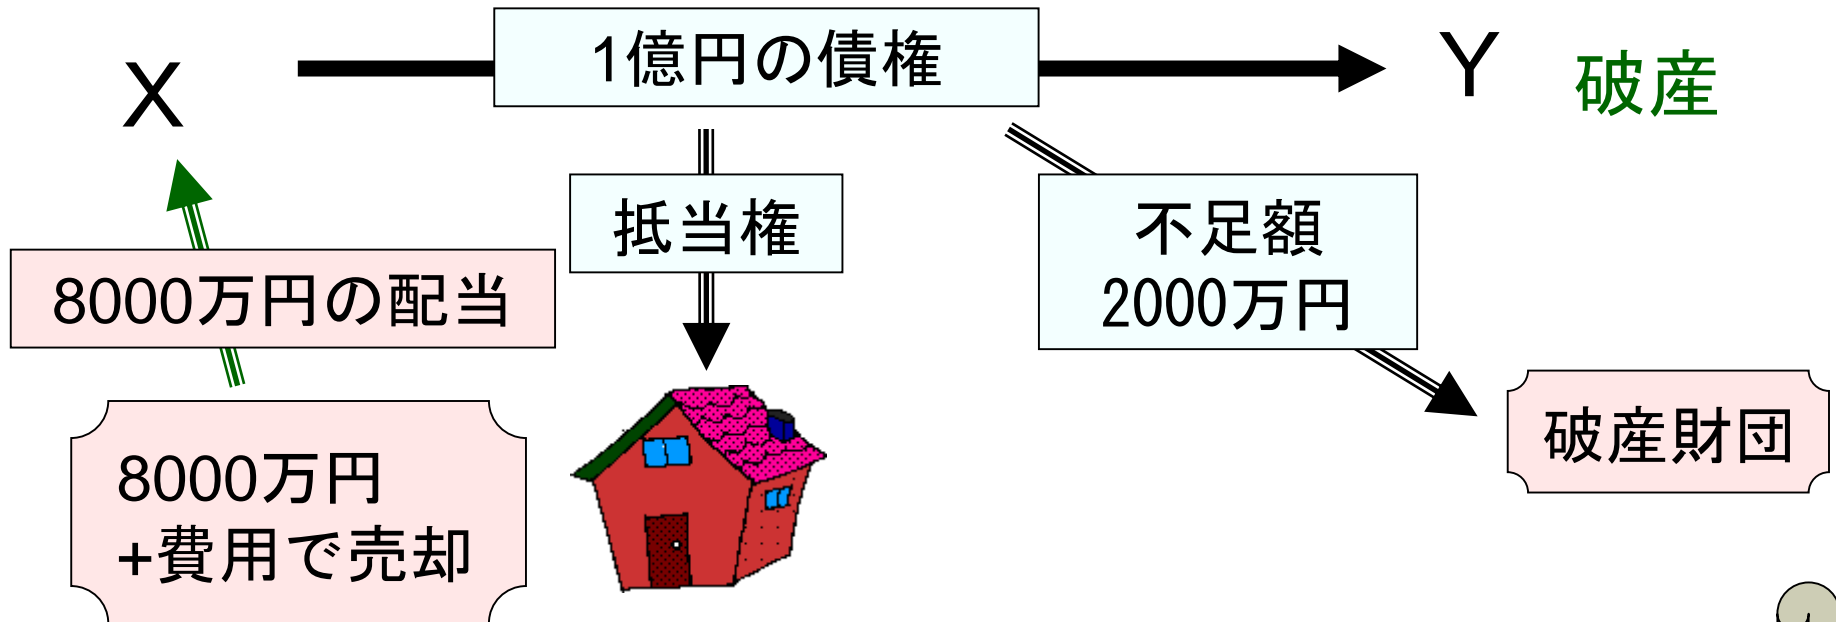 1億円の債権
X
Y
破産
抵当権
不足額
2000万円
8000万円の配当
8000万円
+費用で売却
破産財団